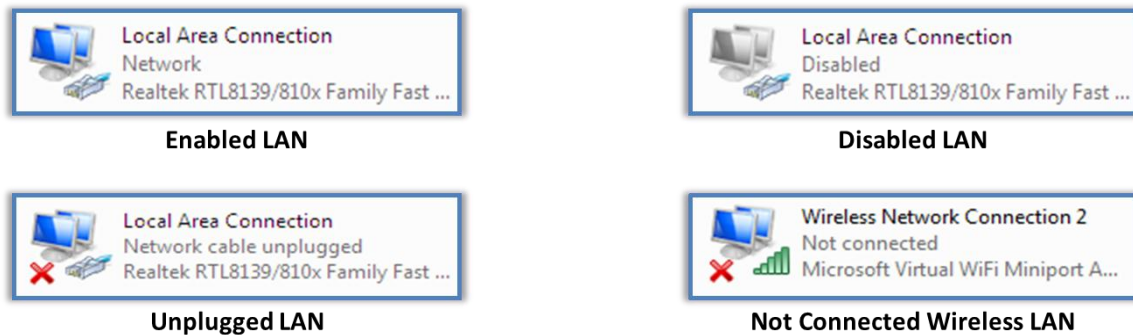 Local Area Connection
Network
Realtek RTL8139/810x Family Fast ...
Enabled LAN
Local Area Connection
Disabled
Realtek RTL8139/810x Family Fast ...
Disabled LAN
Local Area Connection
Network cable unplugged
Realtek RTL8139/810x Family Fast ...
Unplugged LAN
Wireless Network Connection 2
Not connected
Microsoft Virtual WiFi Miniport A...
Not Connected Wireless LAN